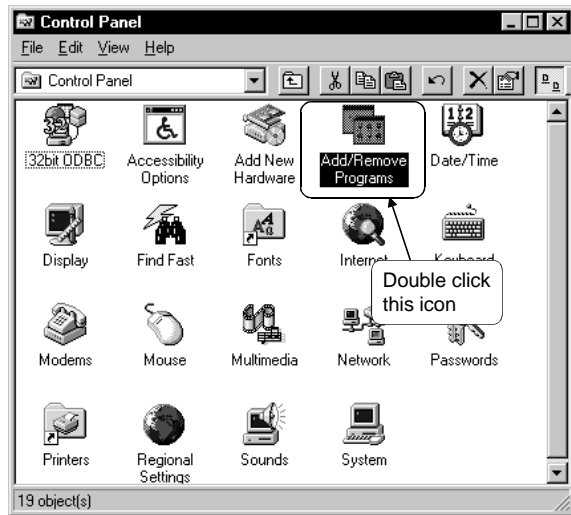 Control Panel
File Edit View Help
Control Panel
32bit ODBC
Accessibility
Options
Add New
Hardware
Add/Remove
Programs
Date/Time
Display
Find Fast
Fonts
Internet
Keyboard
Double click
this icon
Modems
Mouse
Multimedia
Network
Passwords
Printers
Regional
Settings
Sounds
System
19 object(s)